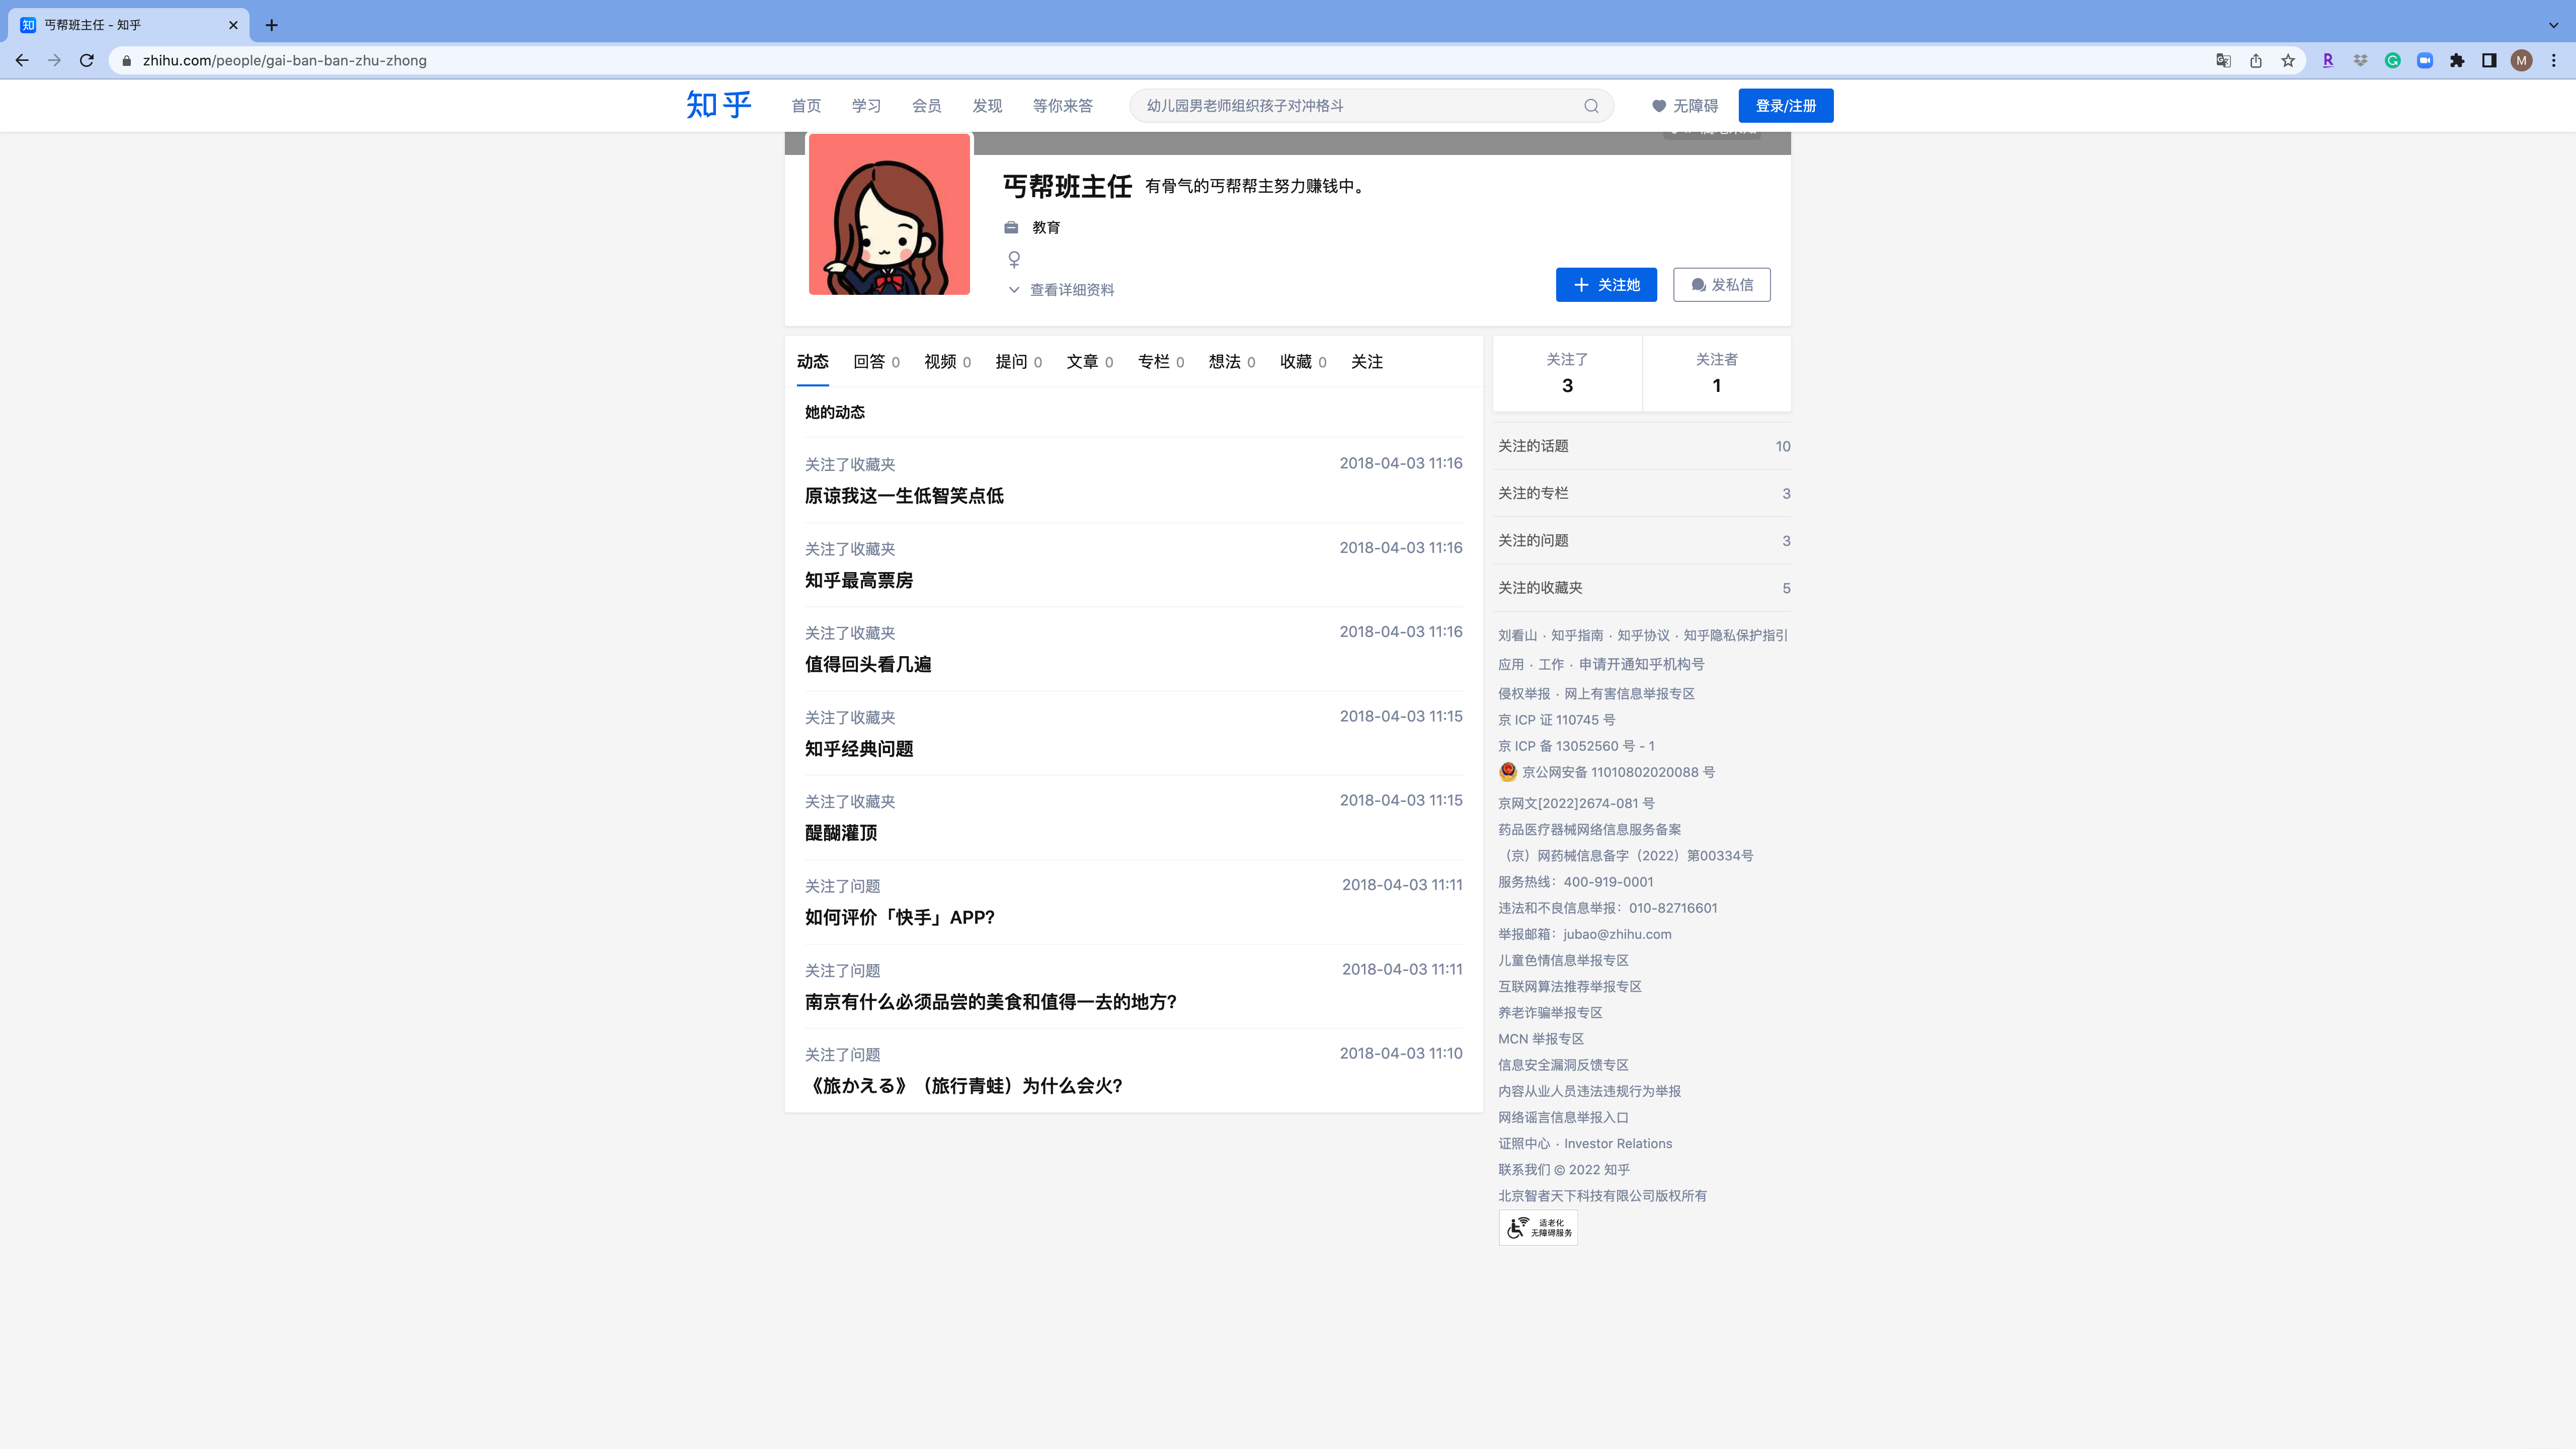 知 丐帮班主任 - 知乎
zhihu.com/people/gai-ban-ban-zhu-zhong
R
M
知乎 首页 学习 会员 发现 等你来答 幼儿园男老师组织孩子对冲格斗 无障碍 登录/注册
丐帮班主任 有骨气的丐帮帮主努力赚钱中。
教育
查看详细资料
关注她 发私信
动态 回答 0 视频 0 提问 0 文章 0 专栏 0 想法 0 收藏 0 关注
她的动态
关注了收藏夹 2018-04-03 11:16
原谅我这一生低智笑点低
关注了收藏夹 2018-04-03 11:16
知乎最高票房
关注了收藏夹 2018-04-03 11:16
值得回头看几遍
关注了收藏夹 2018-04-03 11:15
知乎经典问题
关注了收藏夹 2018-04-03 11:15
醍醐灌顶
关注了问题 2018-04-03 11:11
如何评价「快手」APP?
关注了问题 2018-04-03 11:11
南京有什么必须品尝的美食和值得一去的地方?
关注了问题 2018-04-03 11:10
《旅かえる》（旅行青蛙）为什么会火?
关注了 关注者
3 1
关注的话题 10
关注的专栏 3
关注的问题 3
关注的收藏夹 5
刘看山 · 知乎指南 · 知乎协议 · 知乎隐私保护指引
应用 · 工作 · 申请开通知乎机构号
侵权举报 · 网上有害信息举报专区
京 ICP 证 110745 号
京 ICP 备 13052560 号 - 1
京公网安备 11010802020088 号
京网文[2022]2674-081 号
药品医疗器械网络信息服务备案
（京）网药械信息备字（2022）第00334号
服务热线：400-919-0001
违法和不良信息举报：010-82716601
举报邮箱：jubao@zhihu.com
儿童色情信息举报专区
互联网算法推荐举报专区
养老诈骗举报专区
MCN 举报专区
信息安全漏洞反馈专区
内容从业人员违法违规行为举报
网络谣言信息举报入口
证照中心 · Investor Relations
联系我们 © 2022 知乎
北京智者天下科技有限公司版权所有
适老化
无障碍服务